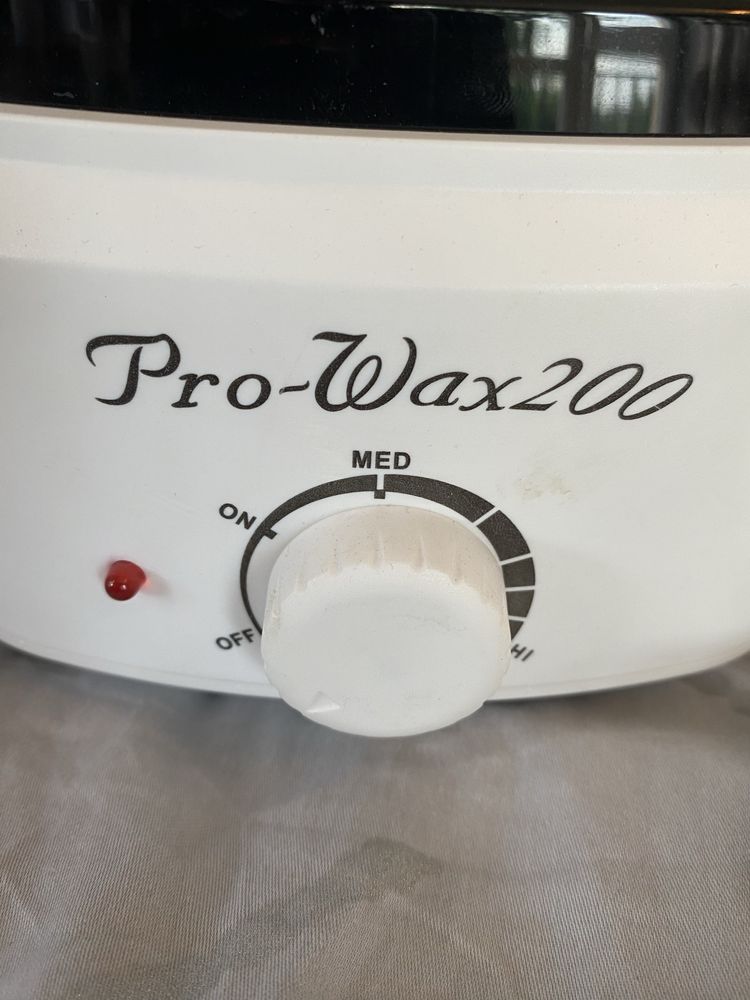 Pro-Wax200
MED
ON
OFF
HI